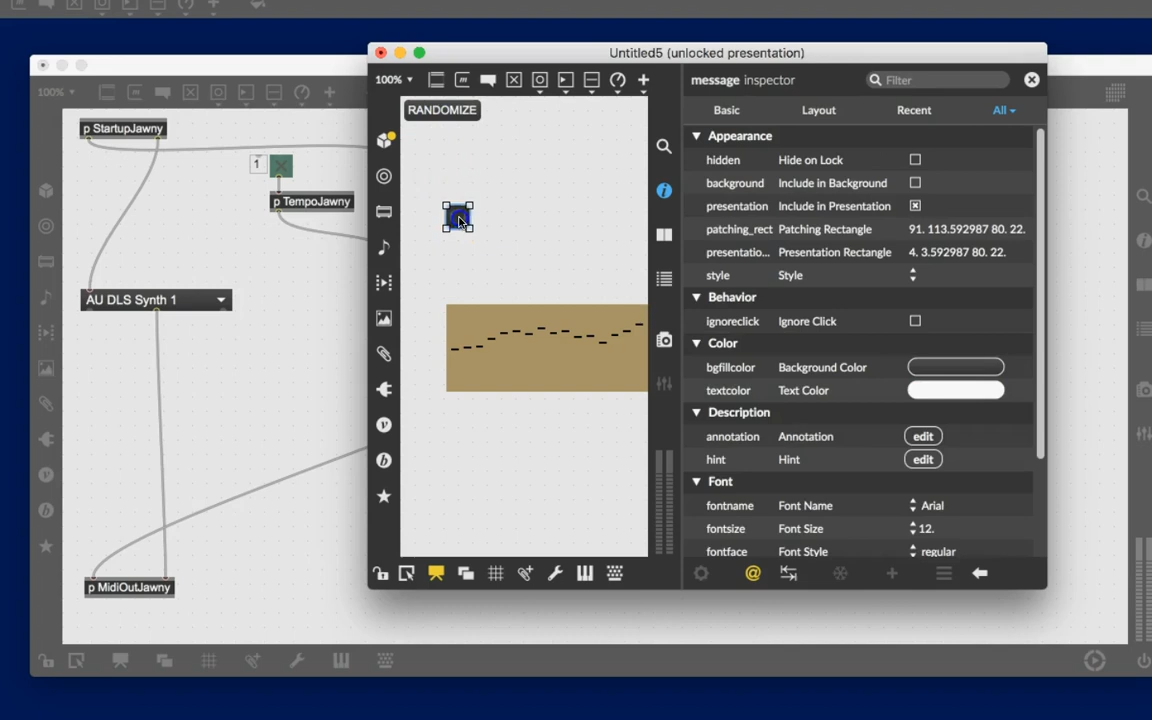 Untitled5 (unlocked presentation)
100%
message inspector
Filter
100%
RANDOMIZE
Basic
Layout
Recent
All
p StartupJawny
Appearance
hidden Hide on Lock
1
background Include in Background
p TempoJawny
presentation Include in Presentation
patching_rect Patching Rectangle 91. 113.592987 80. 22.
presentatio... Presentation Rectangle 4. 3.592987 80. 22.
style Style
AU DLS Synth 1
Behavior
ignoreclick Ignore Click
Color
bgfillcolor Background Color
textcolor Text Color
Description
annotation Annotation edit
hint Hint edit
Font
fontname Font Name Arial
fontsize Font Size 12.
fontface Font Style regular
p MidiOutJawny